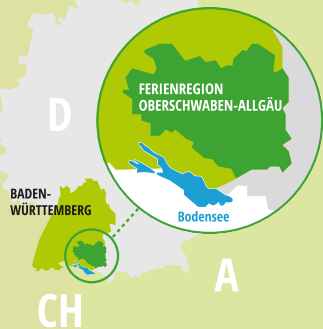 FERIENREGION
OBERSCHWABEN-ALLGÄU
D
BADEN-
WÜRTTEMBERG
Bodensee
A
CH